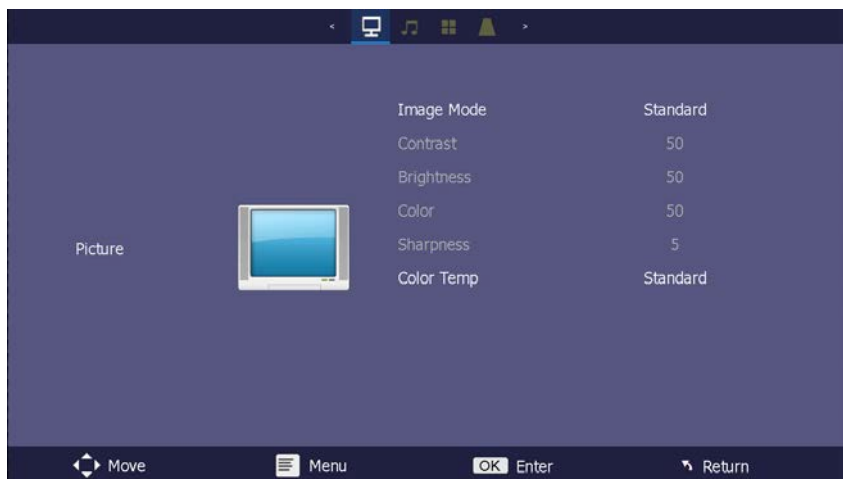 Image Mode Standard
Contrast 50
Brightness 50
Color 50
Picture
Sharpness 5
Color Temp Standard
Move Menu OK Enter Return